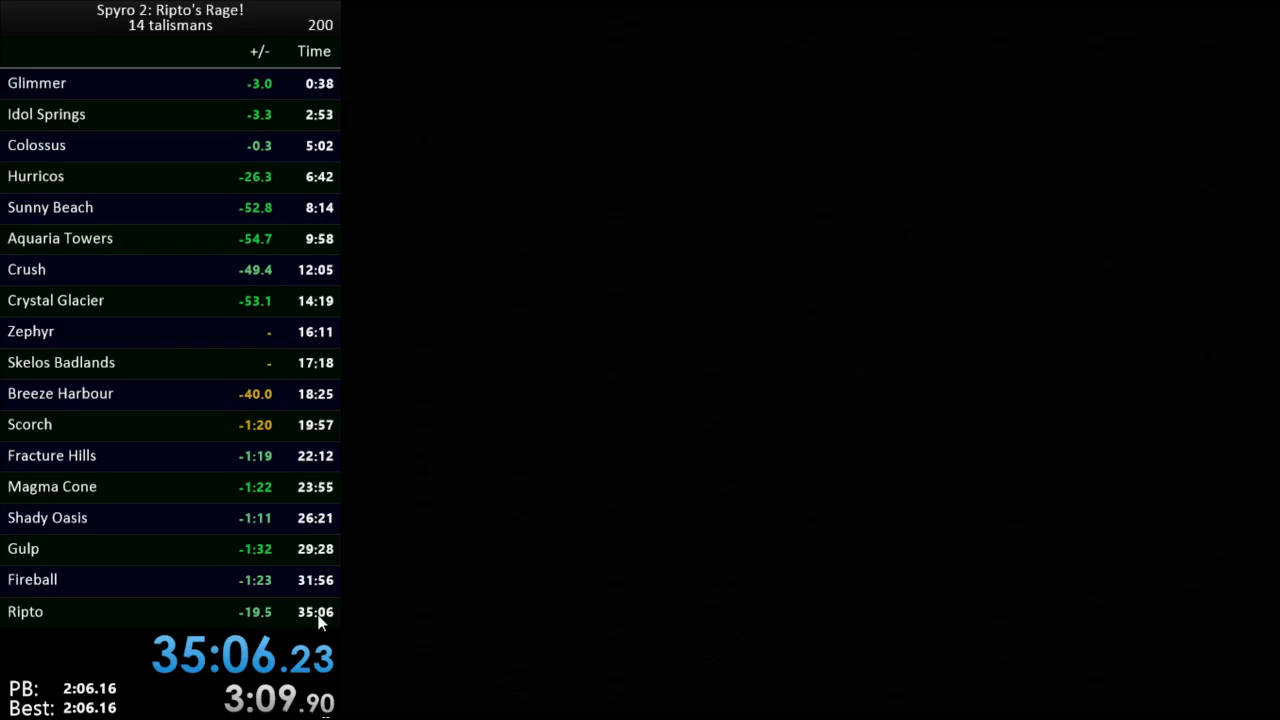 Spyro 2: Ripto's Rage!
14 talismans 200
+/- Time
Glimmer -3.0 0:38
Idol Springs -3.3 2:53
Colossus -0.3 5:02
Hurricos -26.3 6:42
Sunny Beach -52.8 8:14
Aquaria Towers -54.7 9:58
Crush -49.4 12:05
Crystal Glacier -53.1 14:19
Zephyr - 16:11
Skelos Badlands - 17:18
Breeze Harbour -40.0 18:25
Scorch -1:20 19:57
Fracture Hills -1:19 22:12
Magma Cone -1:22 23:55
Shady Oasis -1:11 26:21
Gulp -1:32 29:28
Fireball -1:23 31:56
Ripto -19.5 35:06
35:06.23
PB: 2:06.16
Best: 2:06.16
3:09.90